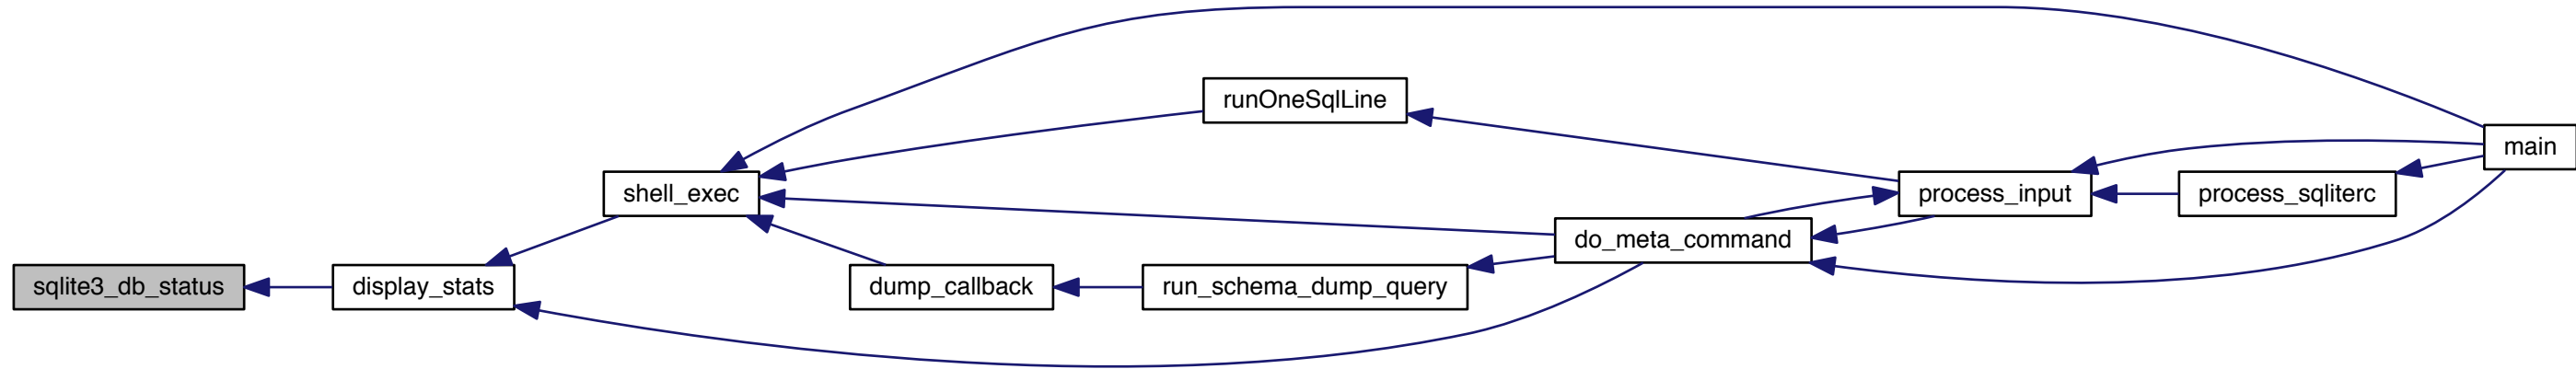 runOneSqlLine
main
shell_exec
process_input
process_sqliterc
do_meta_command
sqlite3_db_status
display_stats
dump_callback
run_schema_dump_query